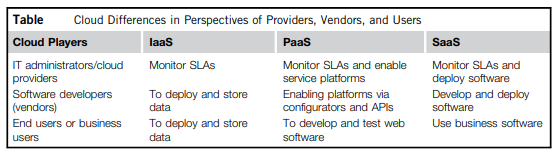 Table Cloud Differences in Perspectives of Providers, Vendors, and Users
Cloud Players IaaS PaaS SaaS
IT administrators/cloud Monitor SLAs Monitor SLAs and enable Monitor SLAs and
providers service platforms deploy software
Software developers To deploy and store Enabling platforms via Develop and deploy
(vendors) data configurators and APIs software
End users or business To deploy and store To develop and test web Use business software
users data software